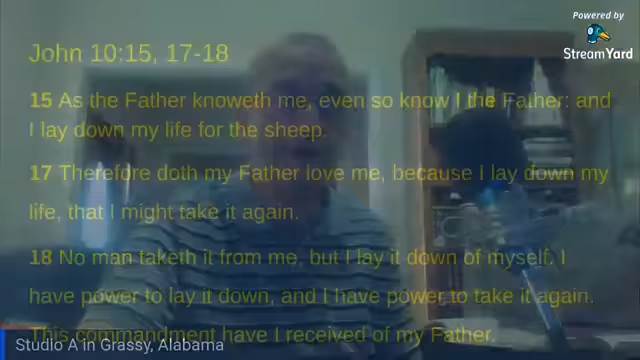 Powered by
StreamYard
John 10:15, 17-18
15 As the Father knoweth me, even so know I the Father: and
I lay down my life for the sheep.
17 Therefore doth my Father love me, because I lay down my
life, that I might take it again.
18 No man taketh it from me, but I lay it down of myself. I
have power to lay it down, and I have power to take it again.
This commandment have I received of my Father.
Studio A in Grassy, Alabama